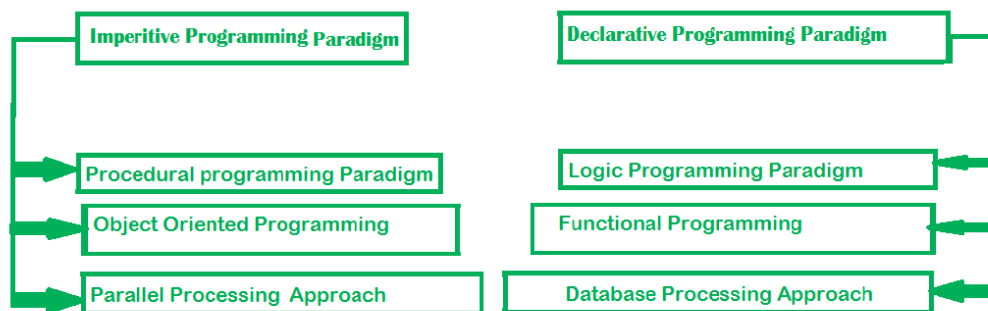 Imperitive Programming Paradigm
Declarative Programming Paradigm
Procedural programming Paradigm
Logic Programming Paradigm
Object Oriented Programming
Functional Programming
Parallel Processing Approach
Database Processing Approach